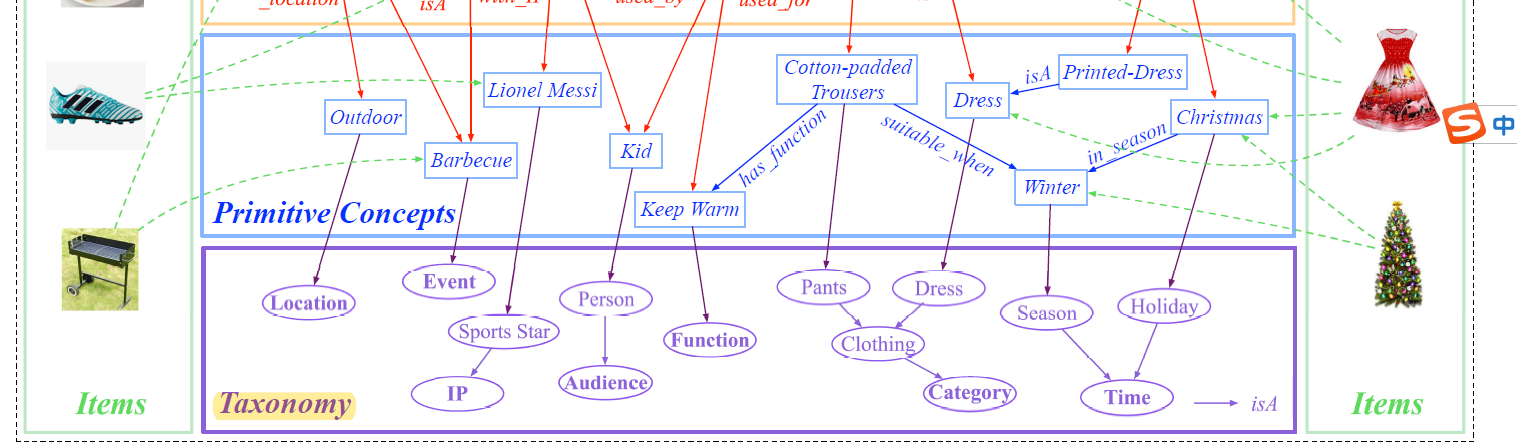 _location
isA
with_IP
used_by
used_for
Cotton-padded
Trousers
isA
Printed-Dress
Lionel Messi
Dress
Outdoor
Christmas
中
has_function
suitable_when
in_season
Barbecue
Kid
Winter
Keep Warm
Primitive Concepts
Event
Pants
Dress
Location
Person
Season
Holiday
Sports Star
Function
Clothing
IP
Audience
Category
Time
isA
Items
Taxonomy
Items